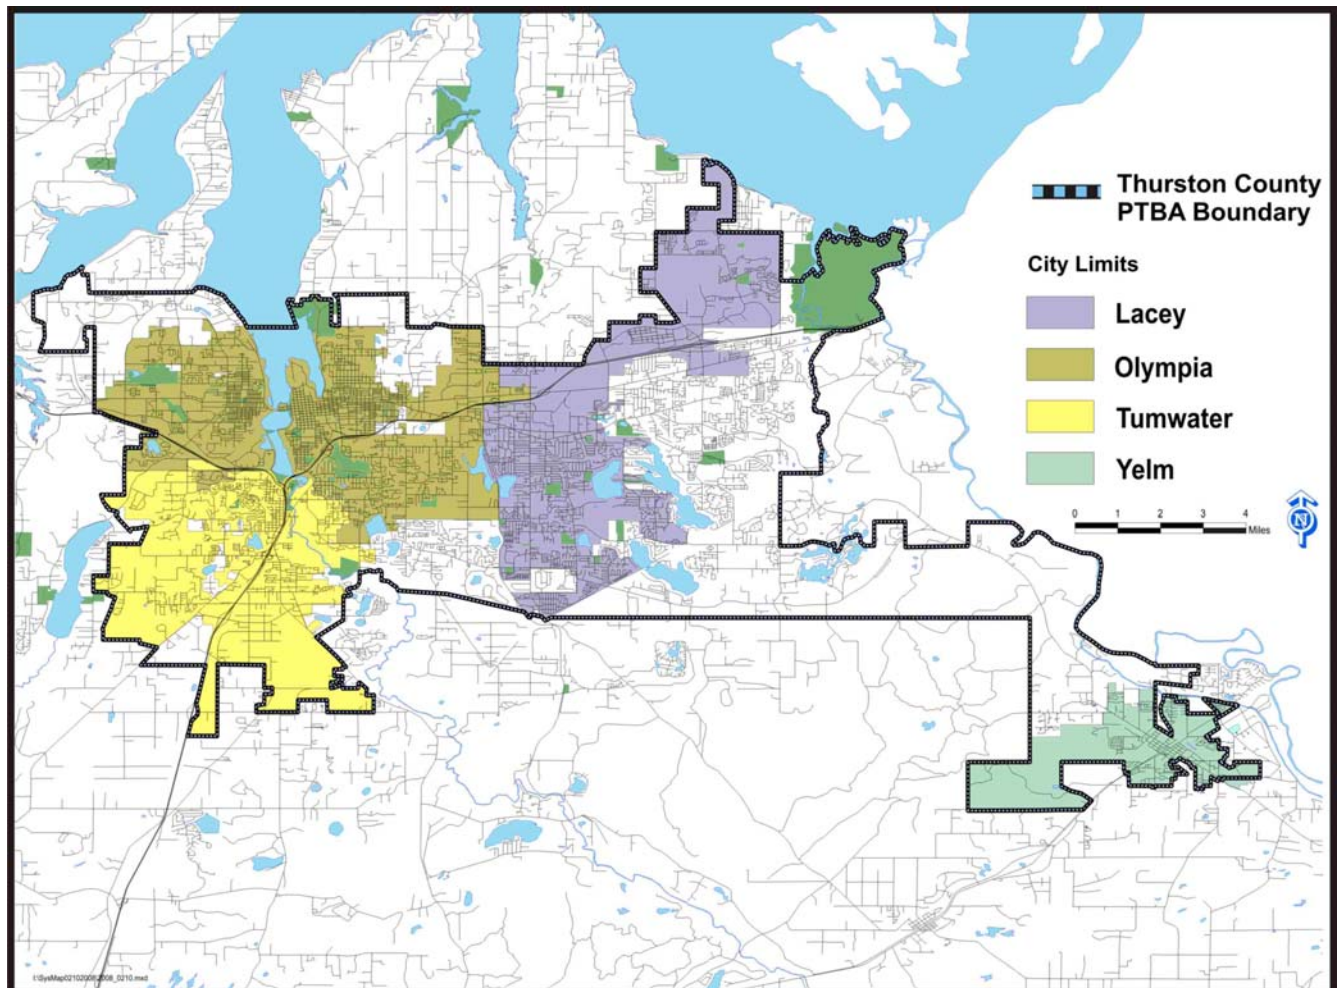 Thurston County
PTBA Boundary
City Limits
Lacey
Olympia
Tumwater
Yelm
0 1 2 3 4
Miles
N